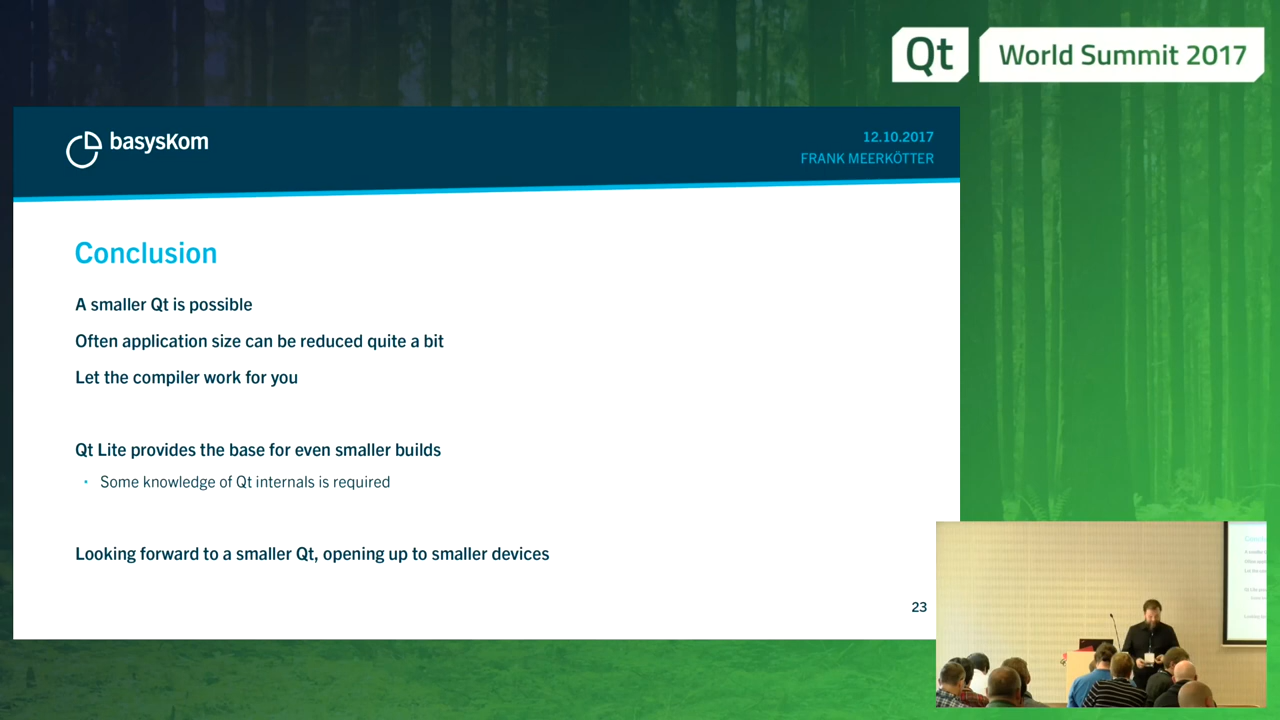 Qt World Summit 2017
basysKom
12.10.2017
FRANK MEERKÖTTER
Conclusion
A smaller Qt is possible
Often application size can be reduced quite a bit
Let the compiler work for you
Qt Lite provides the base for even smaller builds
• Some knowledge of Qt internals is required
Looking forward to a smaller Qt, opening up to smaller devices
23